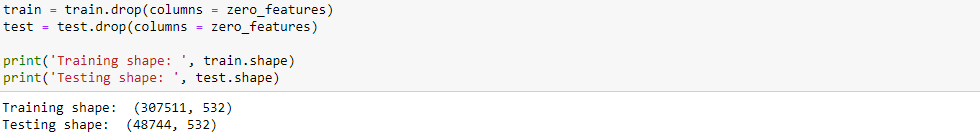 train = train.drop(columns = zero_features)
test = test.drop(columns = zero_features)
print('Training shape: ', train.shape)
print('Testing shape: ', test.shape)
Training shape:  (307511, 532)
Testing shape:  (48744, 532)